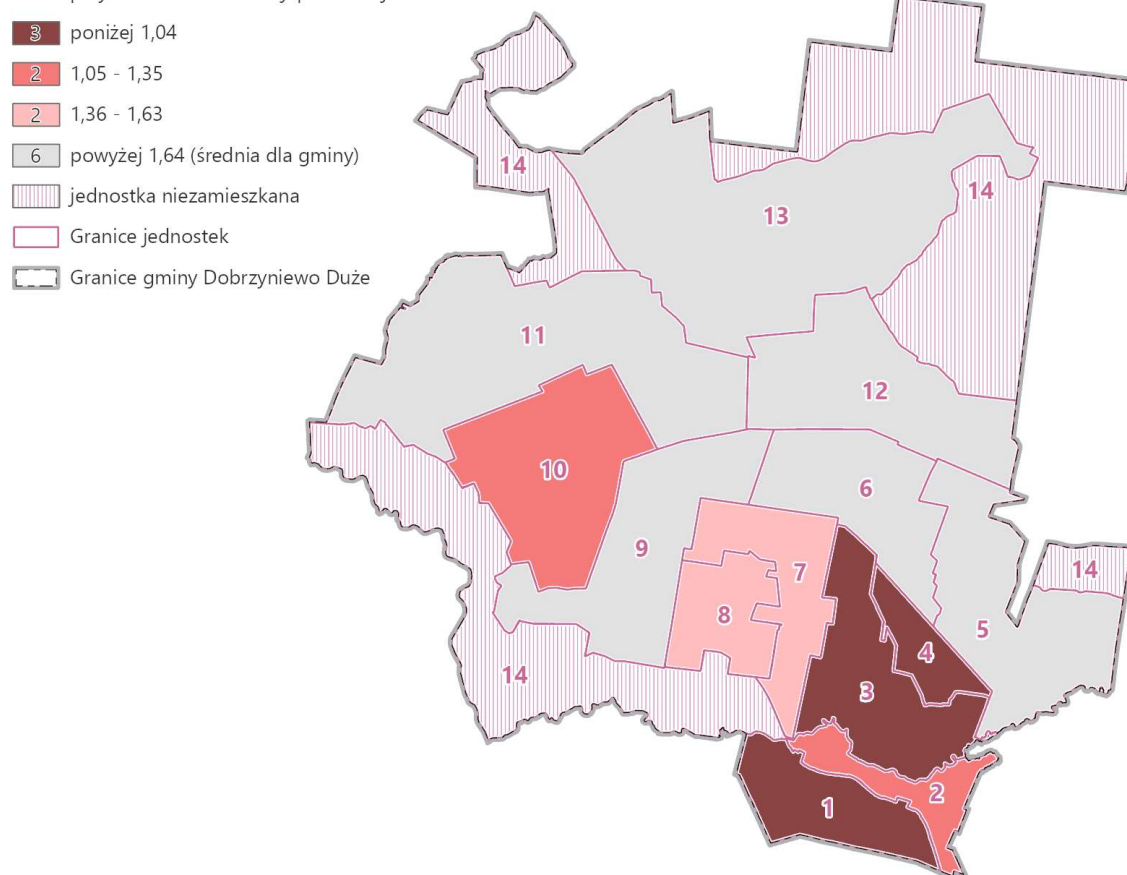 3 poniżej 1,04
2 1,05 - 1,35
2 1,36 - 1,63
6 powyżej 1,64 (średnia dla gminy)
jednostka niezamieszkana
Granice jednostek
Granice gminy Dobrzyniewo Duże
14
13
14
11
12
10
6
9
7
14
8
5
4
14
3
2
1